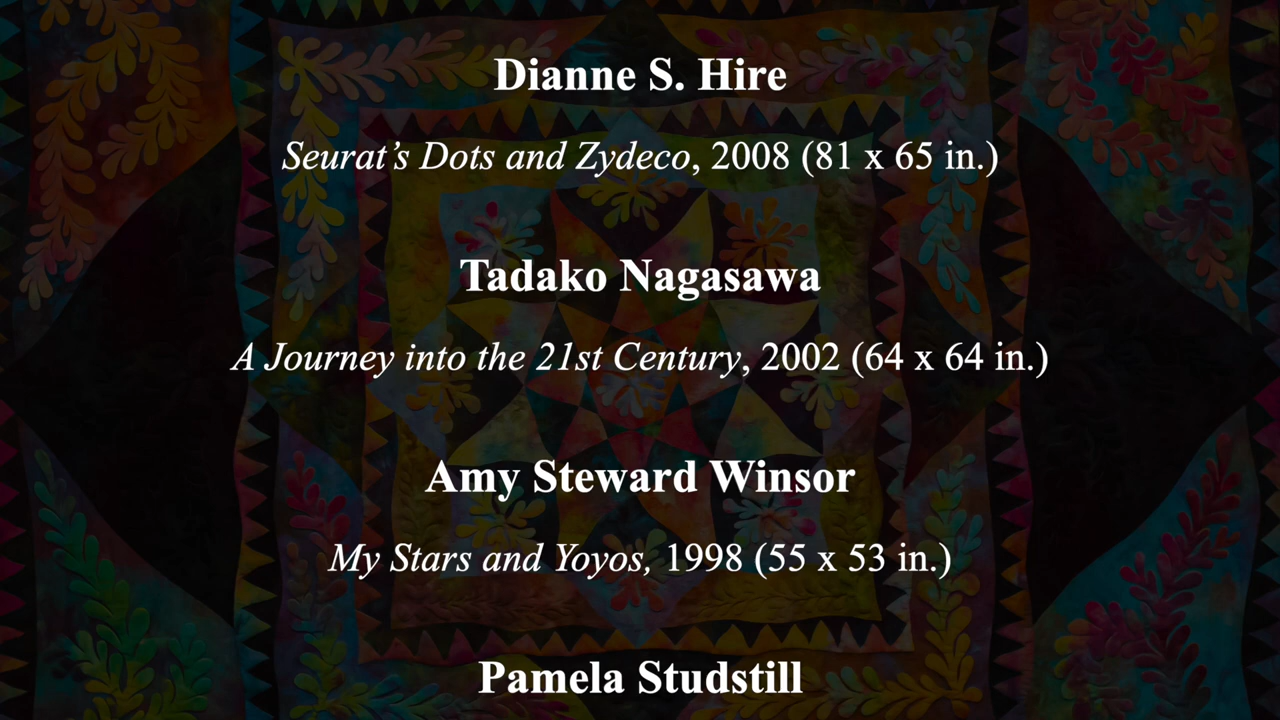 Dianne S. Hire
Seurat’s Dots and Zydeco, 2008 (81 x 65 in.)
Tadako Nagasawa
A Journey into the 21st Century, 2002 (64 x 64 in.)
Amy Steward Winsor
My Stars and Yoyos, 1998 (55 x 53 in.)
Pamela Studstill